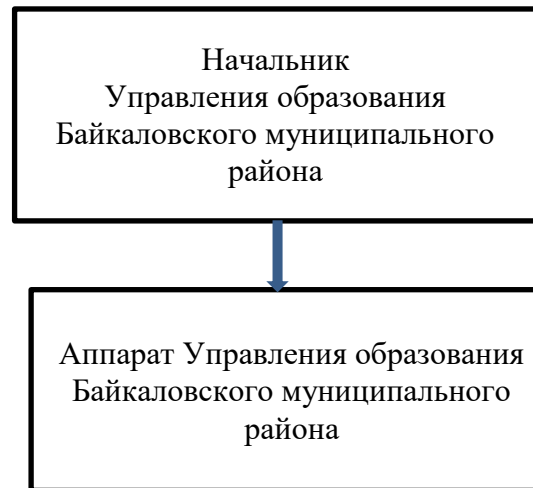 Начальник
Управления образования
Байкаловского муниципального
района
Аппарат Управления образования
Байкаловского муниципального
района